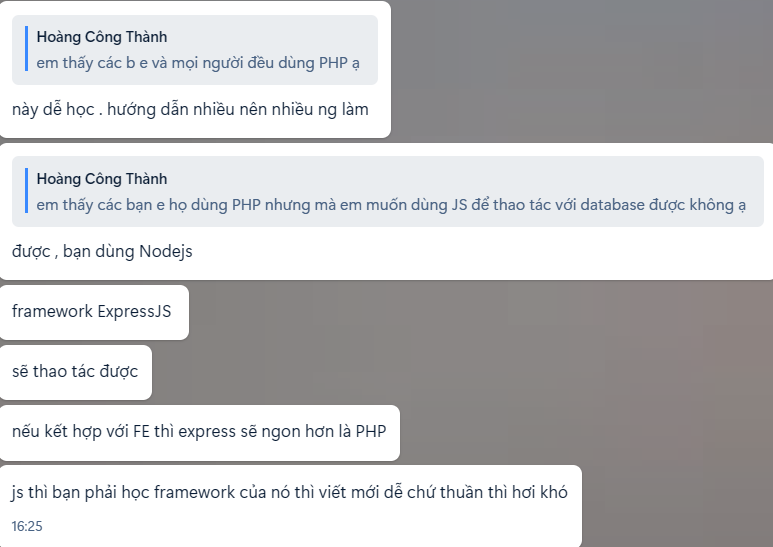 Hoàng Công Thành
em thấy các b e và mọi người đều dùng PHP ạ
này dễ học . hướng dẫn nhiều nên nhiều ng làm
Hoàng Công Thành
em thấy các bạn e họ dùng PHP nhưng mà em muốn dùng JS để thao tác với database được không ạ
được , bạn dùng Nodejs
framework ExpressJS
sẽ thao tác được
nếu kết hợp với FE thì express sẽ ngon hơn là PHP
js thì bạn phải học framework của nó thì viết mới dễ chứ thuần thì hơi khó
16:25